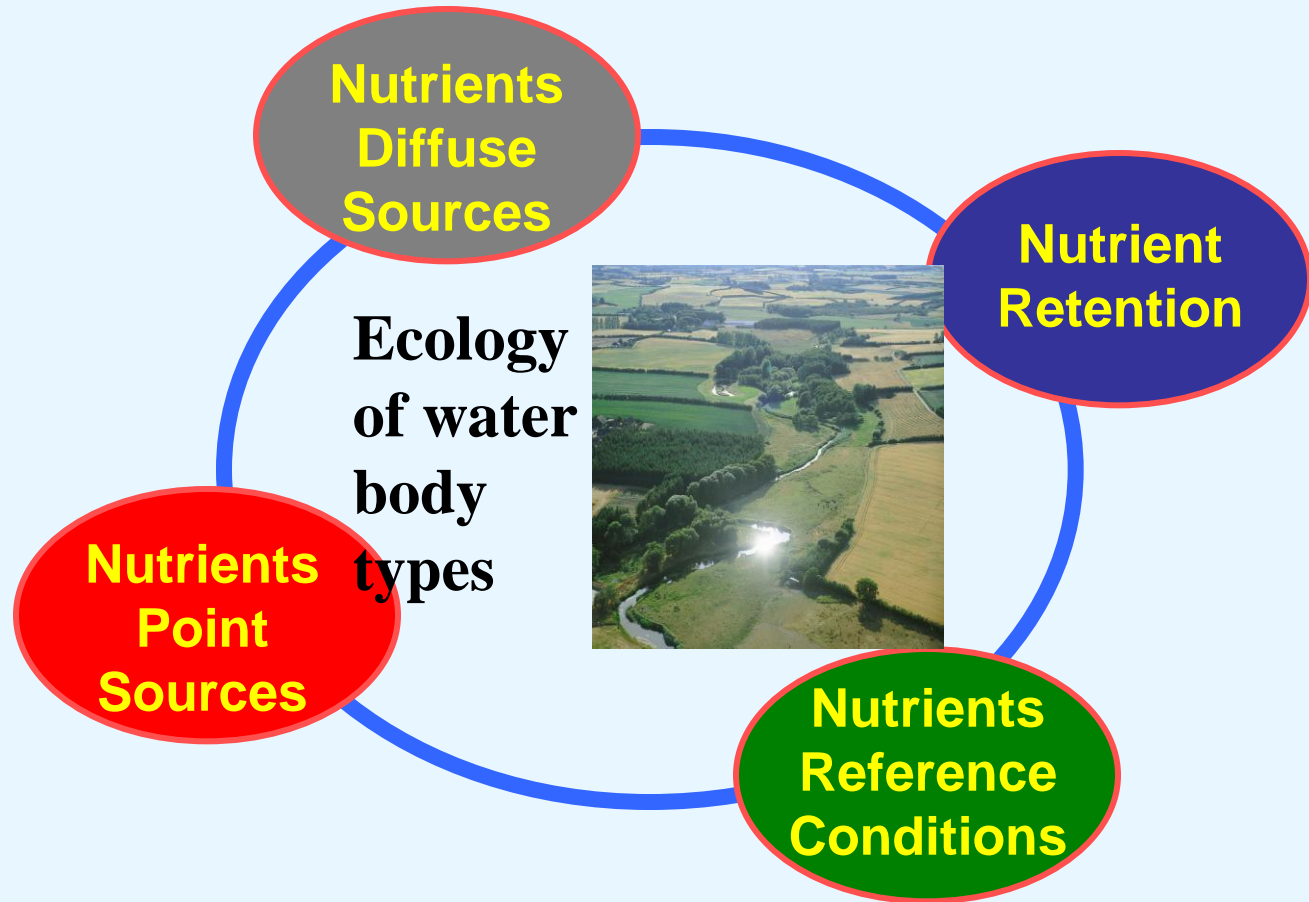 Nutrients
Diffuse
Sources
Nutrient
Retention
Ecology
of water
body
types
Nutrients
Point
Sources
Nutrients
Reference
Conditions